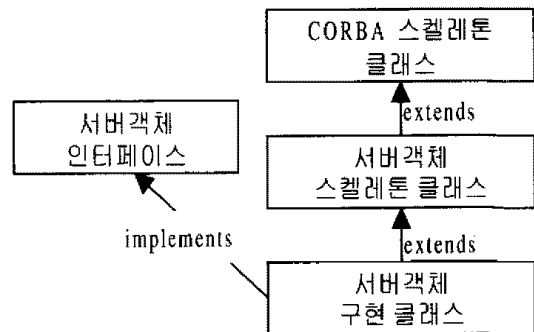 CORBA 스켈레톤
클래스
extends
서버객체
인터페이스
서버객체
스켈레톤 클래스
implements
extends
서버객체
구현 클래스